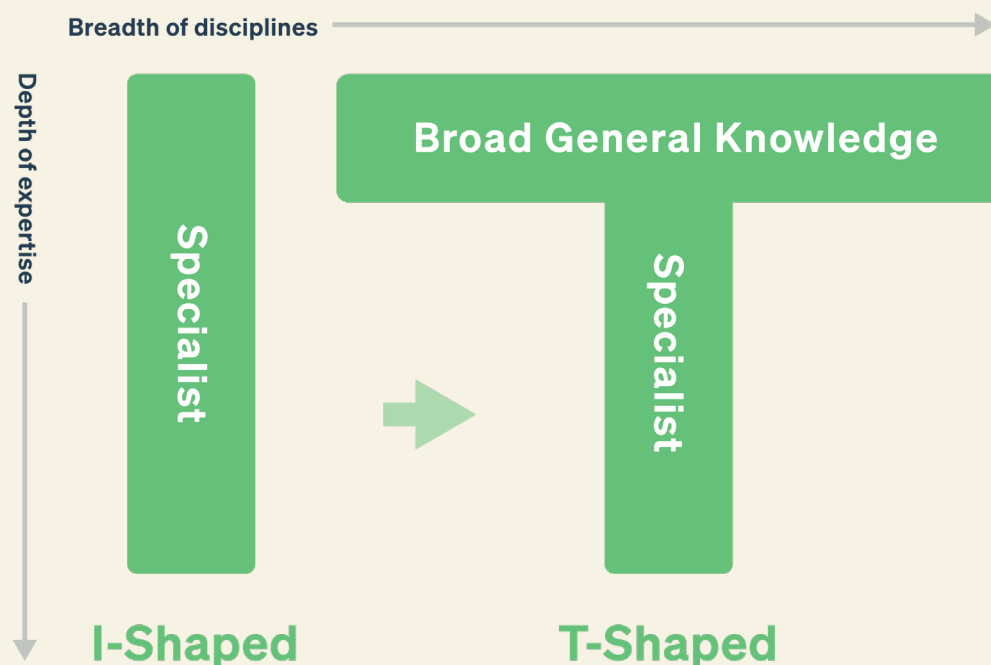 Breadth of disciplines
Depth of expertise
Specialist
Broad General Knowledge
Specialist
I-Shaped
T-Shaped